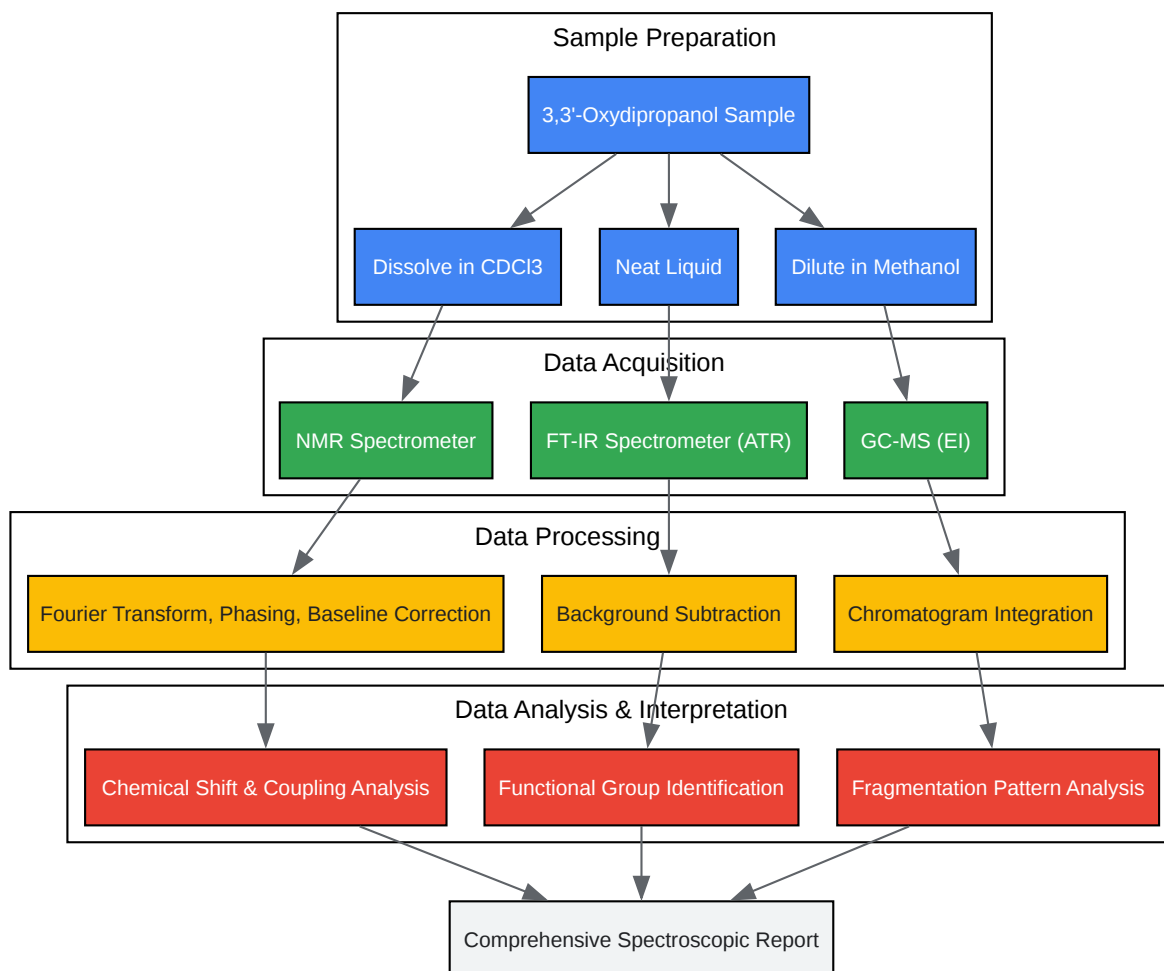 Sample Preparation
3,3'-Oxydipropanol Sample
Dissolve in CDCl3
Neat Liquid
Dilute in Methanol
Data Acquisition
NMR Spectrometer
FT-IR Spectrometer (ATR)
GC-MS (EI)
Data Processing
Fourier Transform, Phasing, Baseline Correction
Background Subtraction
Chromatogram Integration
Data Analysis & Interpretation
Chemical Shift & Coupling Analysis
Functional Group Identification
Fragmentation Pattern Analysis
Comprehensive Spectroscopic Report